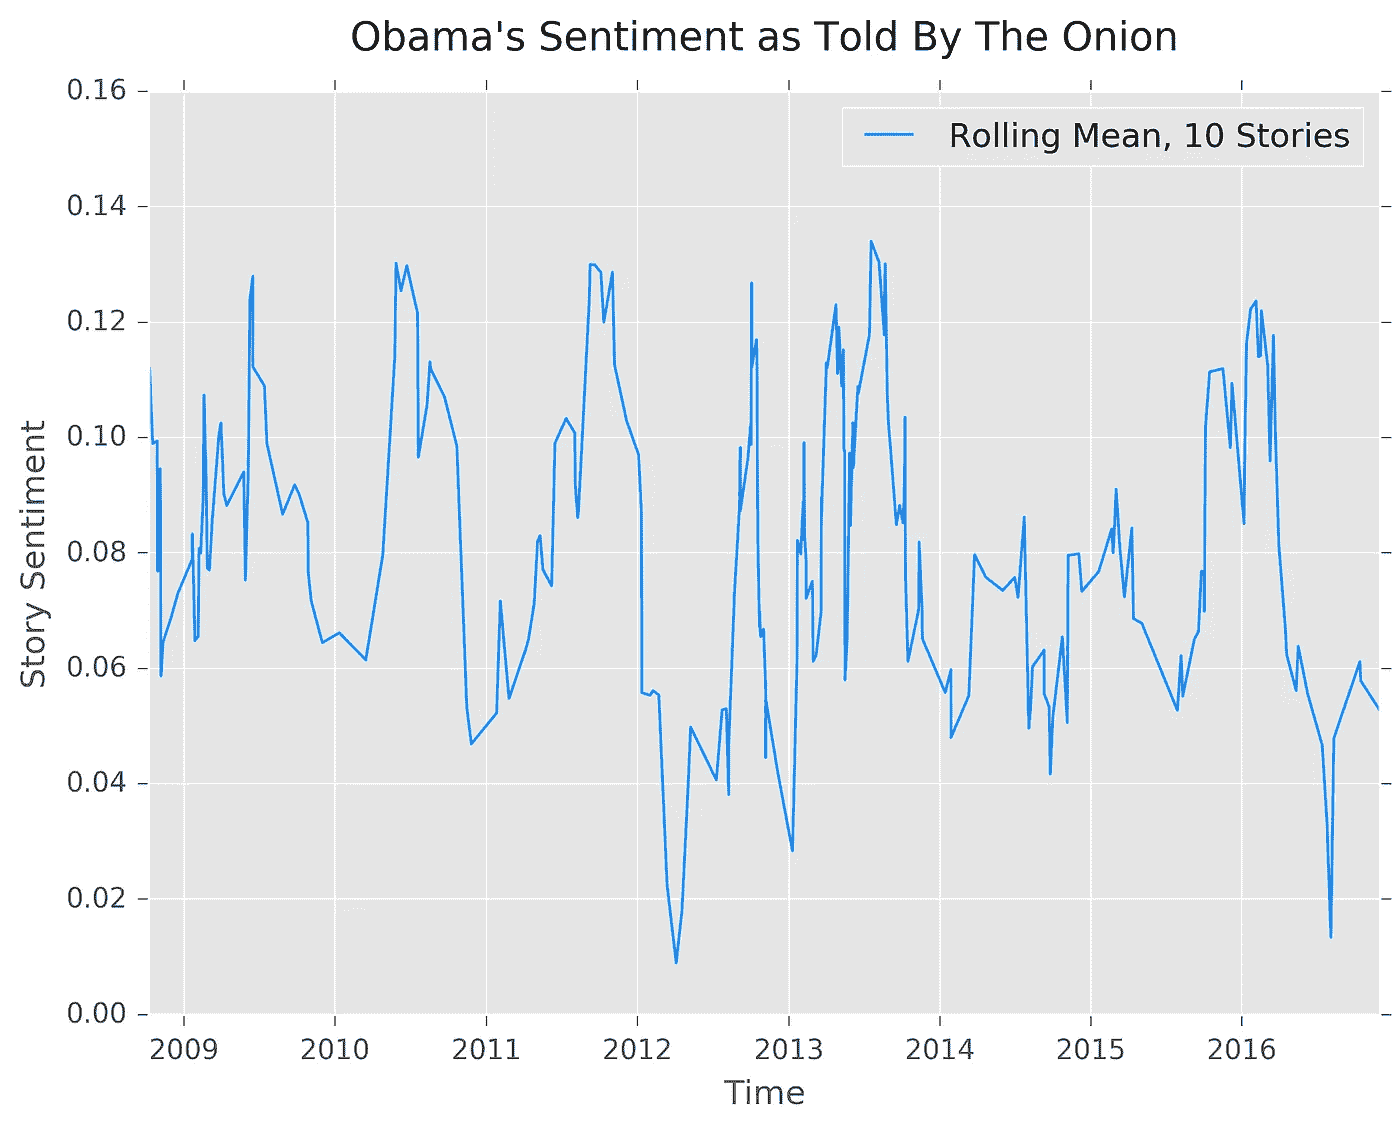 Obama's Sentiment as Told By The Onion
Rolling Mean, 10 Stories
Story Sentiment
0.16
0.14
0.12
0.10
0.08
0.06
0.04
0.02
0.00
2009 2010 2011 2012 2013 2014 2015 2016
Time